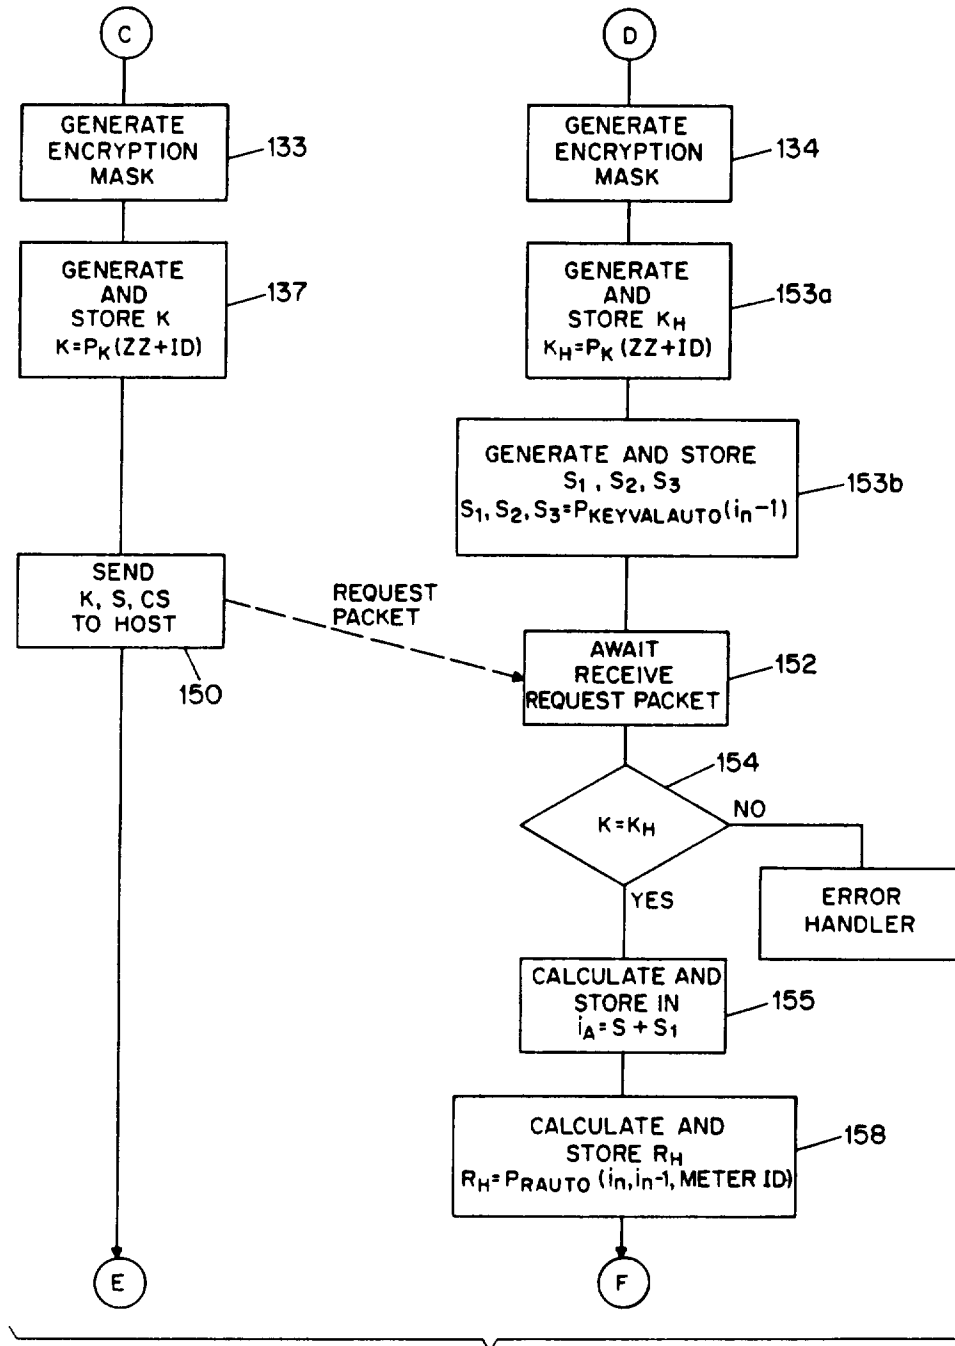 C
GENERATE
ENCRYPTION
MASK
133
GENERATE
AND
STORE K
K=PK(ZZ+ID)
137
SEND
K, S, CS
TO HOST
150
REQUEST
PACKET
E
D
GENERATE
ENCRYPTION
MASK
134
GENERATE
AND
STORE KH
KH=PK(ZZ+ID)
153a
GENERATE AND STORE
S1, S2, S3
S1, S2, S3=PKEYVALAUTO(in-1)
153b
AWAIT
RECEIVE
REQUEST PACKET
152
154
K=KH
NO
YES
ERROR
HANDLER
CALCULATE AND
STORE IN
iA=S+S1
155
CALCULATE AND
STORE RH
RH=PRAUTO(in,in-1,METER ID)
158
F